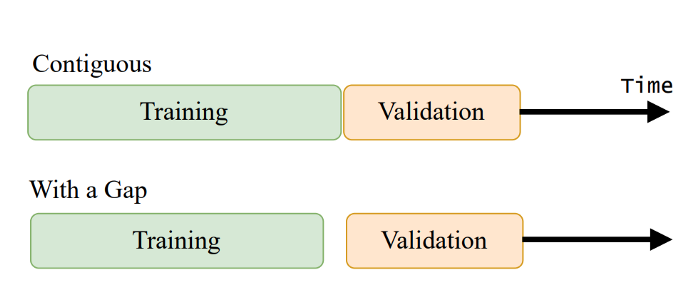 Contiguous
Time
Training
Validation
With a Gap
Training
Validation